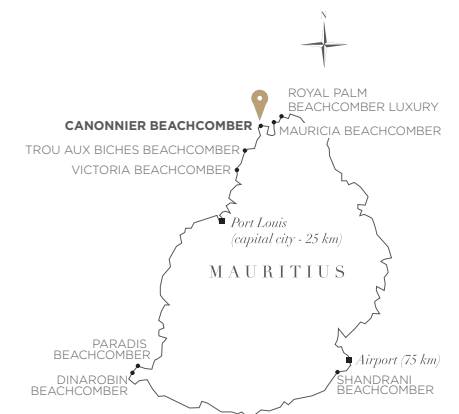 N
ROYAL PALM
BEACHCOMBER LUXURY
CANONNIER BEACHCOMBER
MAURICIA BEACHCOMBER
TROU AUX BICHES BEACHCOMBER
VICTORIA BEACHCOMBER
Port Louis
(capital city - 25 km)
MAURITIUS
PARADIS
BEACHCOMBER
Airport (75 km)
DINAROBIN
BEACHCOMBER
SHANDRANI
BEACHCOMBER